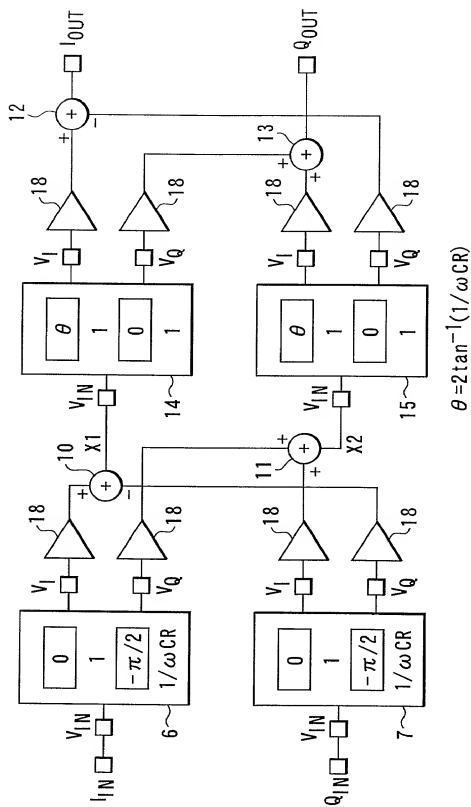 I_IN
V_IN
0
1
-π/2
1/ωCR
6
V_I
V_Q
18
18
10
+
+
-
X1
V_IN
θ
1
0
1
14
V_I
V_Q
18
18
12
+
+
-
I_OUT
Q_IN
V_IN
0
1
-π/2
1/ωCR
7
V_I
V_Q
18
18
11
+
+
+
X2
V_IN
θ
1
0
1
15
V_I
V_Q
18
18
13
+
+
+
Q_OUT
θ=2tan⁻¹(1/ωCR)